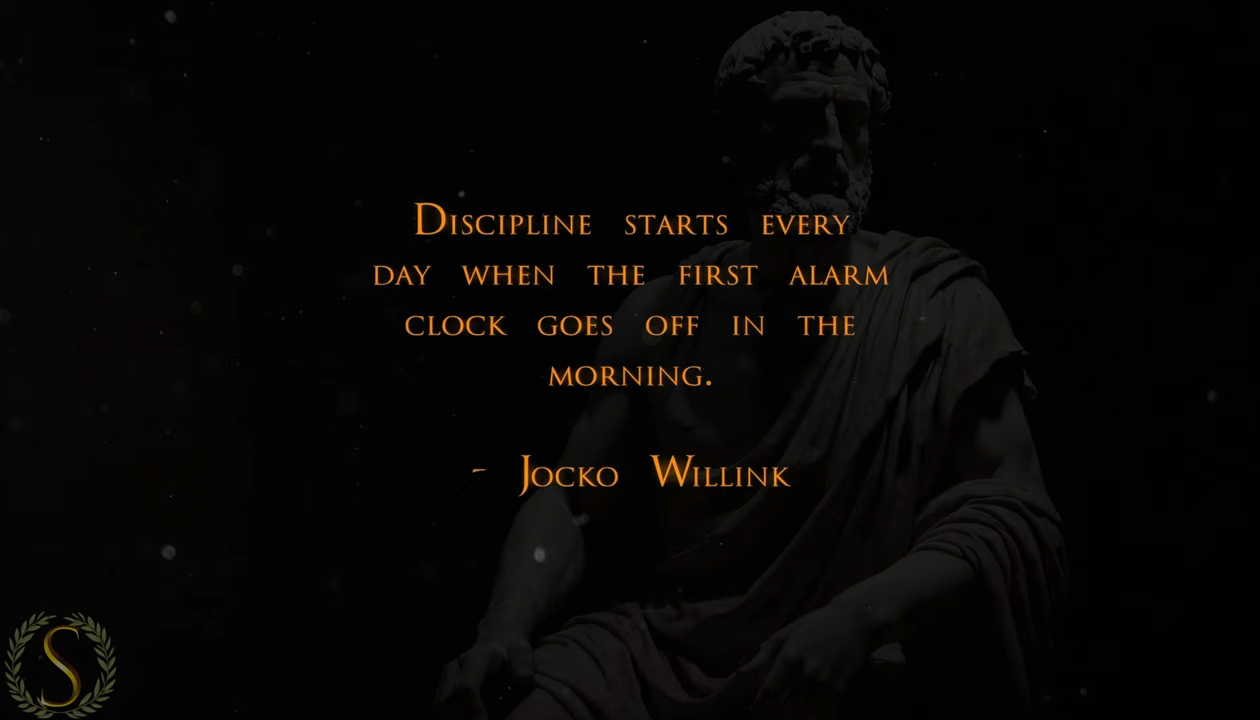 Discipline starts every
day when the first alarm
clock goes off in the
morning.
- Jocko Willink
S